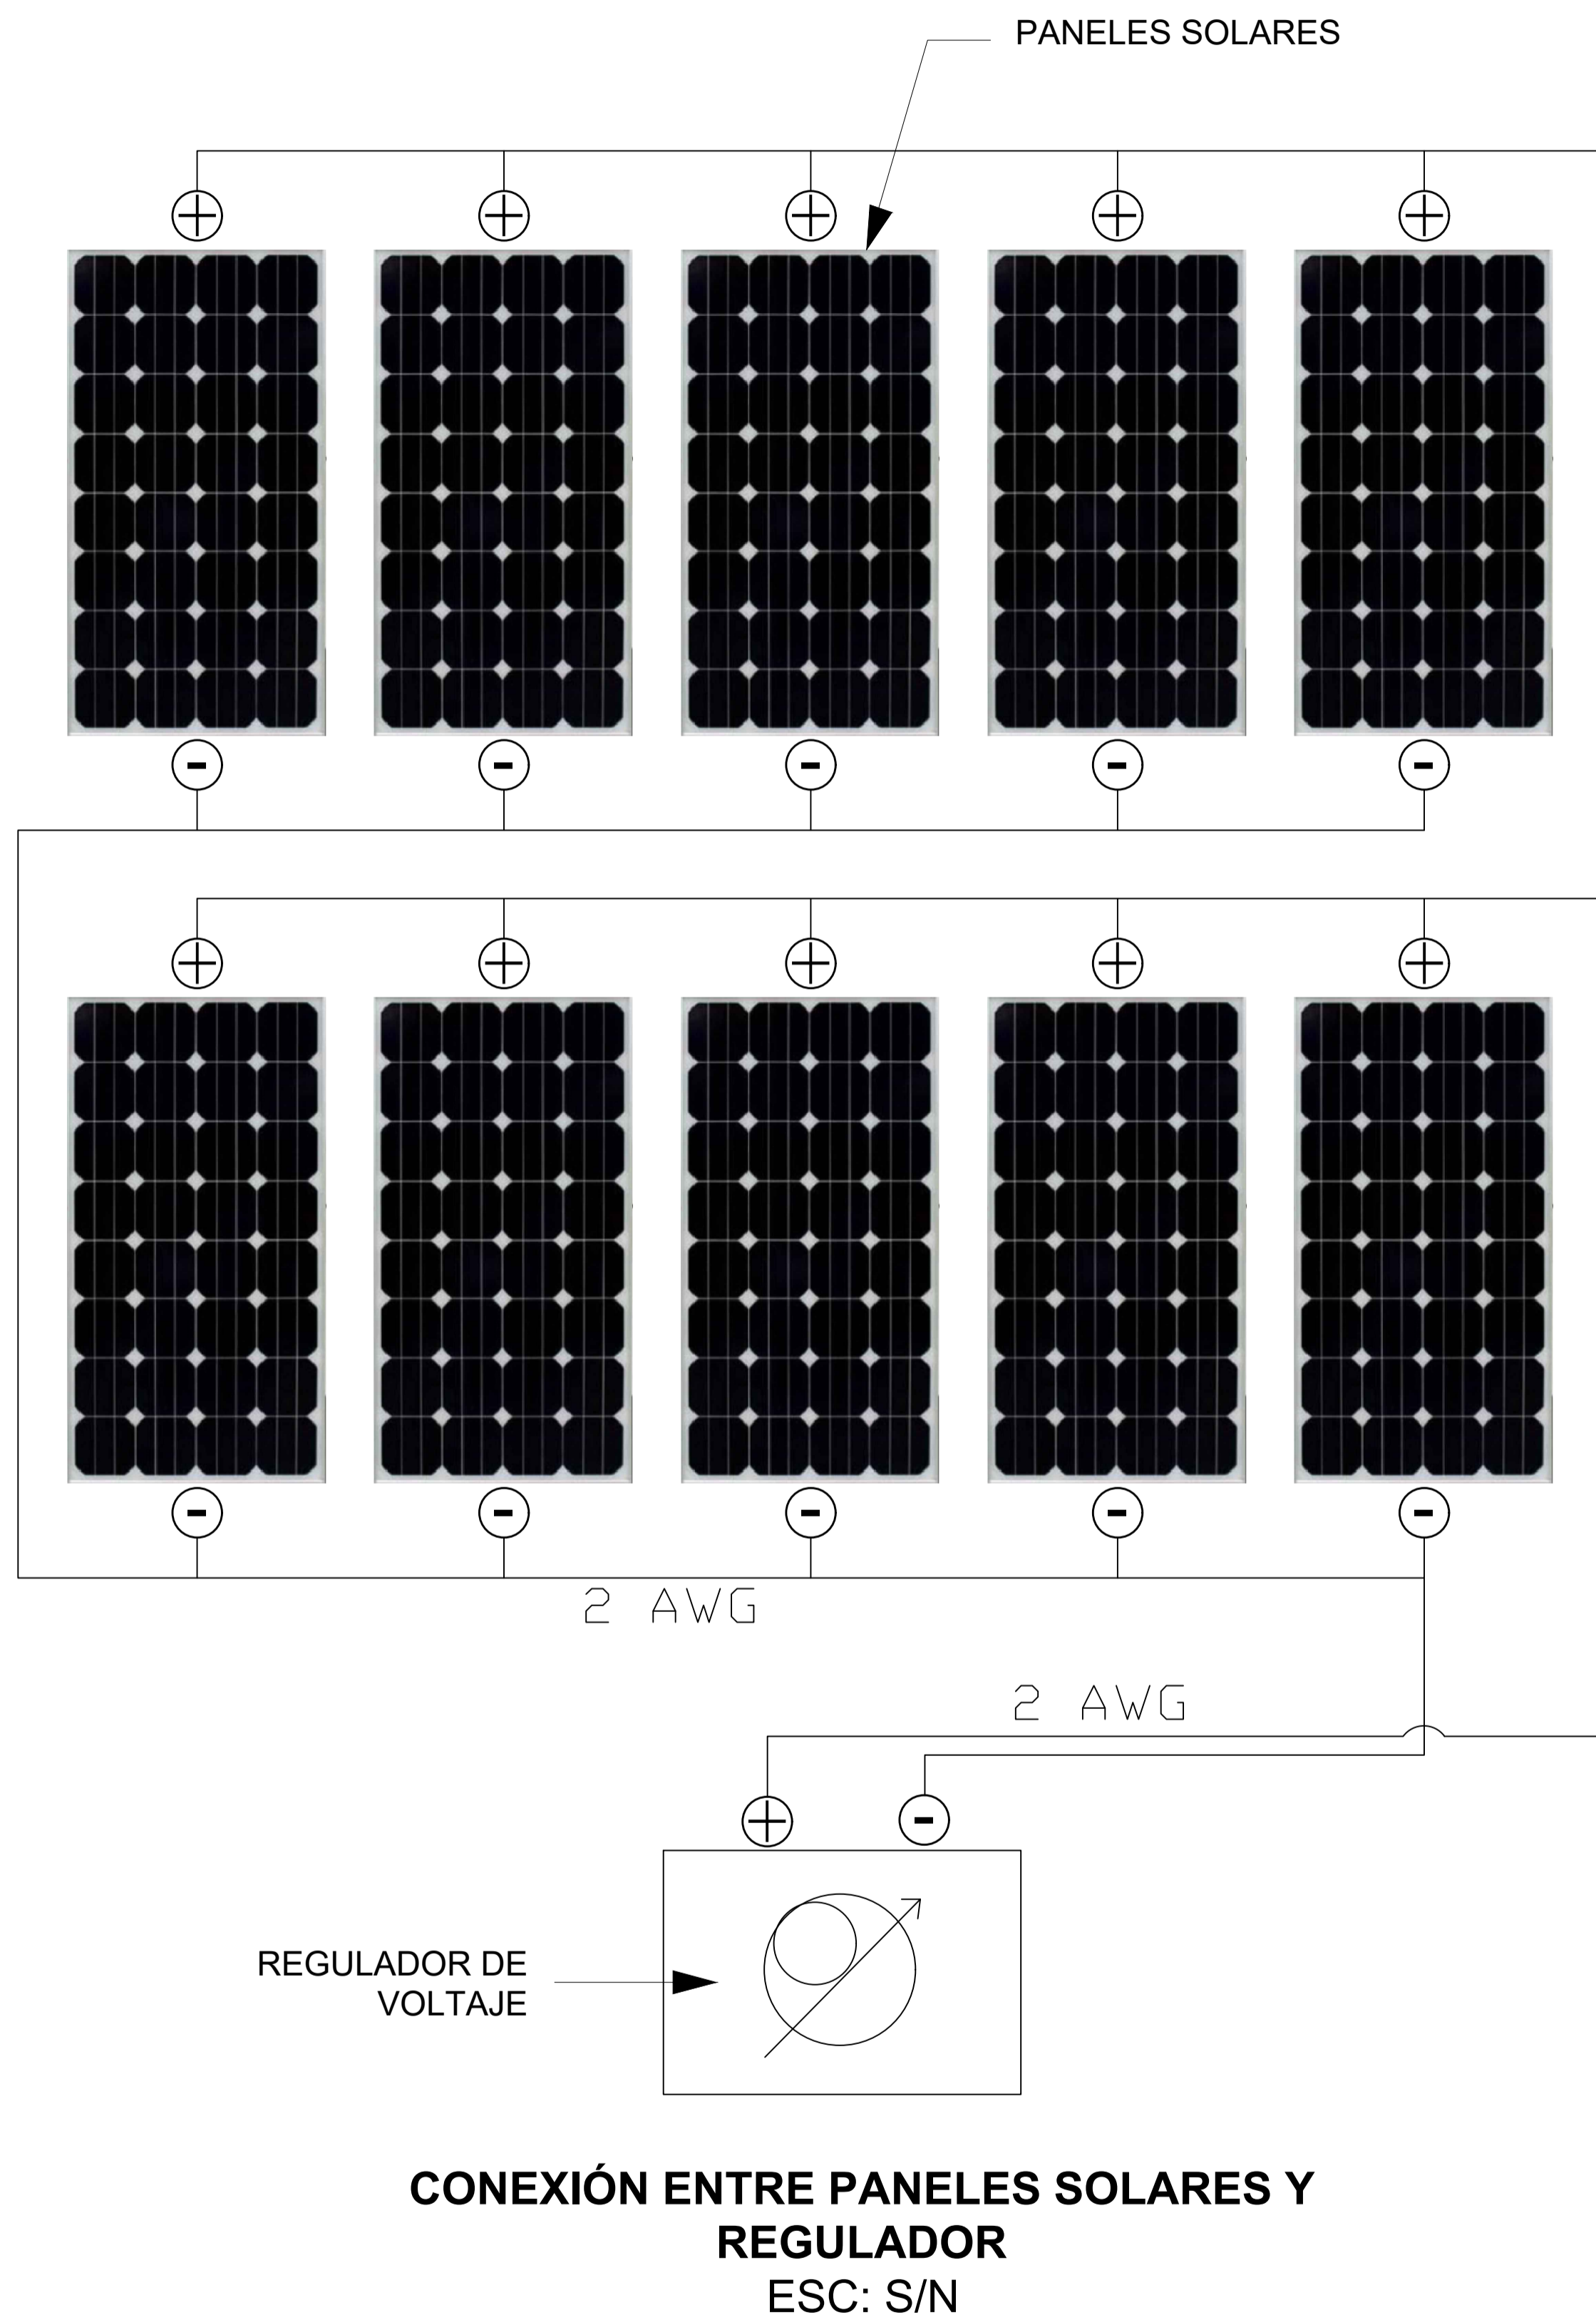 PANELES SOLARES
+ + + + +
- - - - -
+ + + + +
- - - - -
2 AWG
2 AWG
+ -
REGULADOR DE
VOLTAJE
CONEXIÓN ENTRE PANELES SOLARES Y
REGULADOR
ESC: S/N